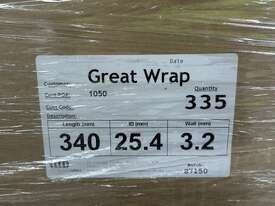 Date
Customer:
Great Wrap
Cust PO#: 1050
Quantity
335
Cust Code:
Description:
Length (mm) ID (mm) Wall (mm)
340 25.4 3.2
Batch:
87150